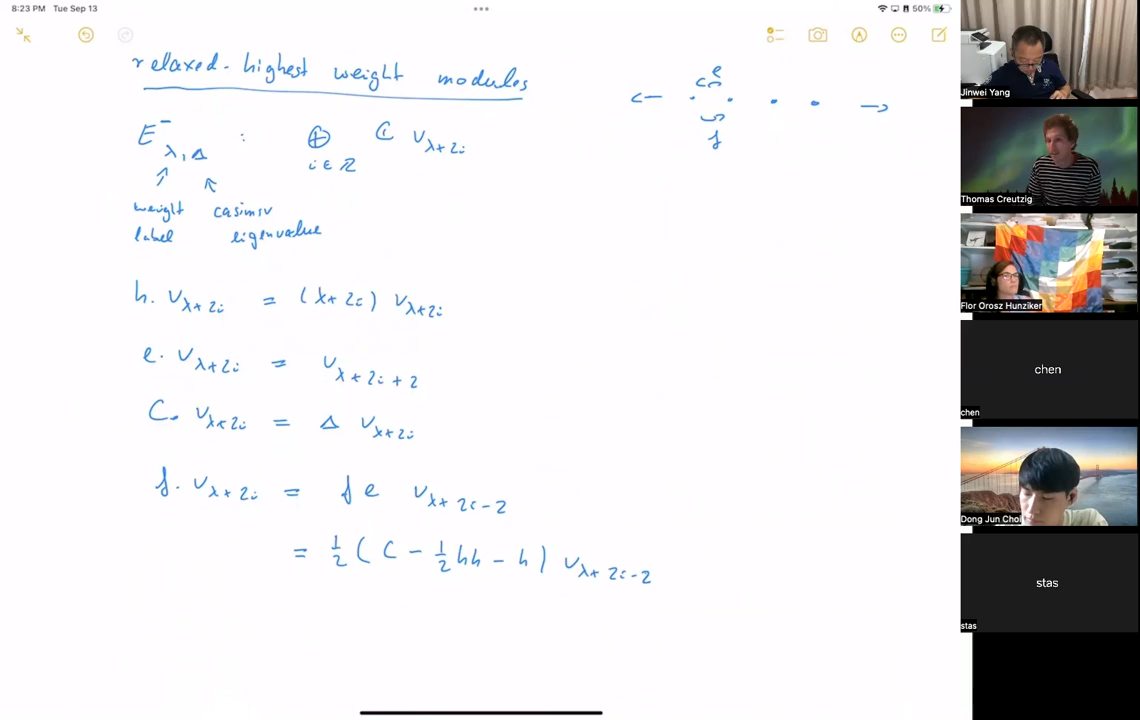 8:23 PM Tue Sep 13
50%
relaxed-highest weight modules
← · · · · →
e
f
E⁻_{λ,Δ} : ⊕_{i∈ℤ} ℂ v_{λ+2i}
weight label
casimir eigenvalue
h. v_{λ+2i} = (λ+2i) v_{λ+2i}
e. v_{λ+2i} = v_{λ+2i+2}
C. v_{λ+2i} = Δ v_{λ+2i}
f. v_{λ+2i} = f e v_{λ+2i-2}
= ½ ( C - ½ hh - h ) v_{λ+2i-2}
Jinwei Yang
Thomas Creutzig
Flor Orosz Hunziker
chen
chen
Dong Jun Choi
stas
stas